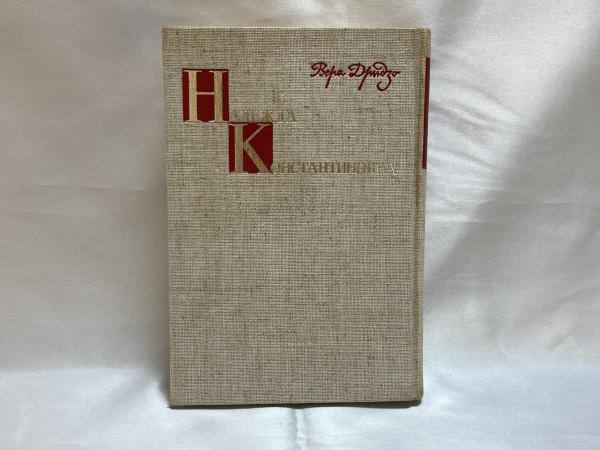 Вера Дридзо
Надежда
Константиновна